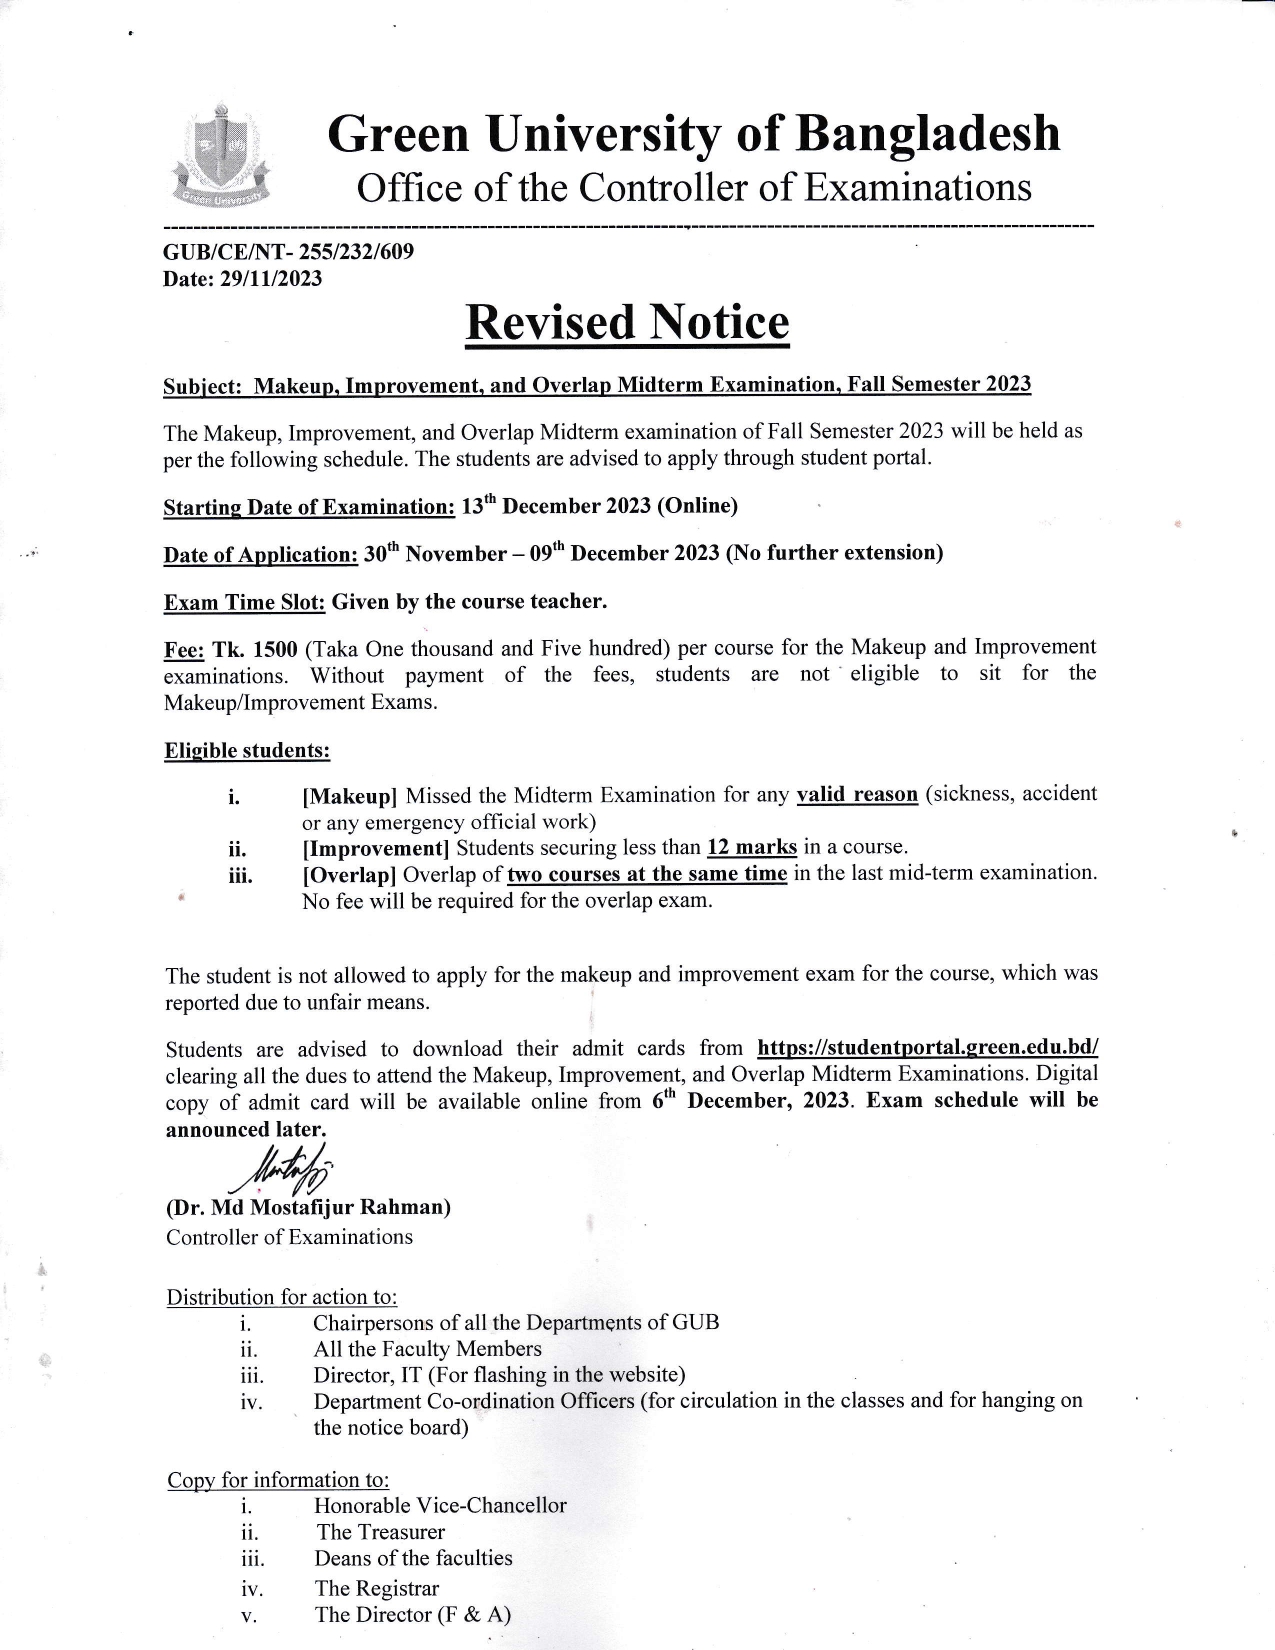 Green University of Bangladesh
Office of the Controller of Examinations
GUB/CE/NT- 255/232/609
Date: 29/11/2023
Revised Notice
Subject: Makeup, Improvement, and Overlap Midterm Examination, Fall Semester 2023
The Makeup, Improvement, and Overlap Midterm examination of Fall Semester 2023 will be held as
per the following schedule. The students are advised to apply through student portal.
Starting Date of Examination: 13th December 2023 (Online)
Date of Application: 30th November – 09th December 2023 (No further extension)
Exam Time Slot: Given by the course teacher.
Fee: Tk. 1500 (Taka One thousand and Five hundred) per course for the Makeup and Improvement
examinations. Without payment of the fees, students are not eligible to sit for the
Makeup/Improvement Exams.
Eligible students:
i. [Makeup] Missed the Midterm Examination for any valid reason (sickness, accident
or any emergency official work)
ii. [Improvement] Students securing less than 12 marks in a course.
iii. [Overlap] Overlap of two courses at the same time in the last mid-term examination.
No fee will be required for the overlap exam.
The student is not allowed to apply for the makeup and improvement exam for the course, which was
reported due to unfair means.
Students are advised to download their admit cards from https://studentportal.green.edu.bd/
clearing all the dues to attend the Makeup, Improvement, and Overlap Midterm Examinations. Digital
copy of admit card will be available online from 6th December, 2023. Exam schedule will be
announced later.
(Dr. Md Mostafijur Rahman)
Controller of Examinations
Distribution for action to:
i. Chairpersons of all the Departments of GUB
ii. All the Faculty Members
iii. Director, IT (For flashing in the website)
iv. Department Co-ordination Officers (for circulation in the classes and for hanging on
the notice board)
Copy for information to:
i. Honorable Vice-Chancellor
ii. The Treasurer
iii. Deans of the faculties
iv. The Registrar
v. The Director (F & A)